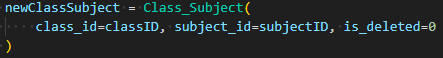 newClassSubject = Class_Subject(
    class_id=classID, subject_id=subjectID, is_deleted=0
)